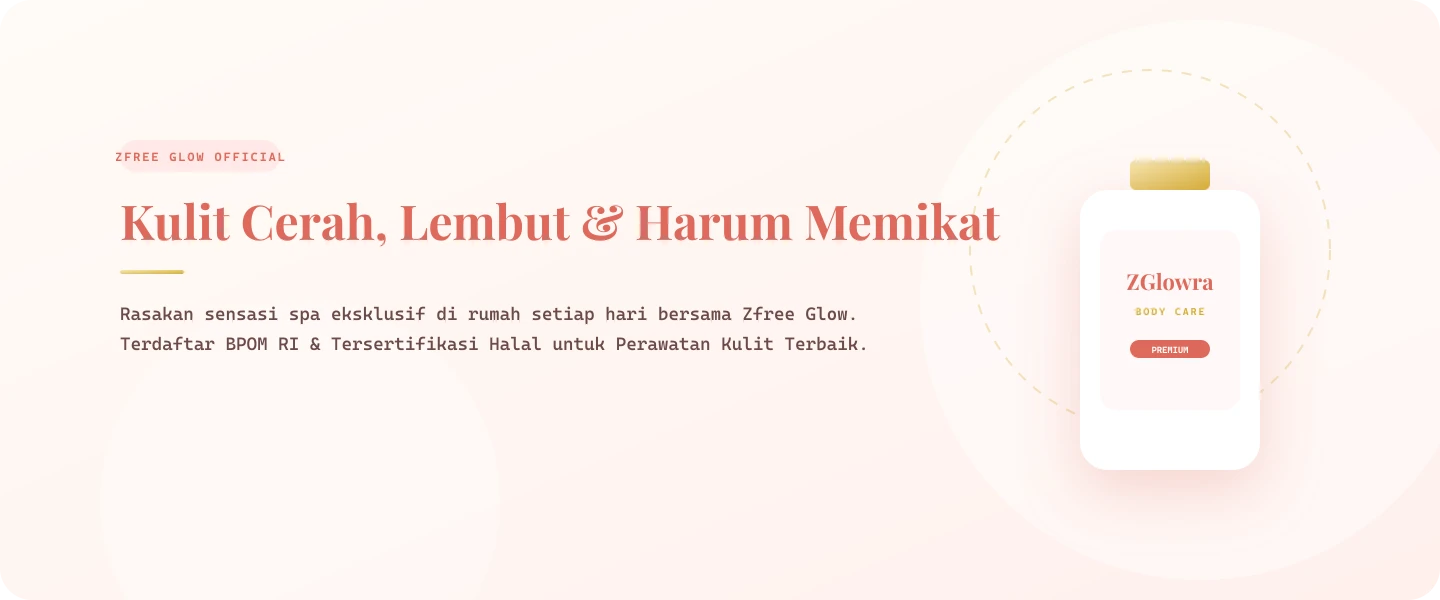 ZFREE GLOW OFFICIAL
Kulit Cerah, Lembut & Harum Memikat
Rasakan sensasi spa eksklusif di rumah setiap hari bersama Zfree Glow.
Terdaftar BPOM RI & Tersertifikasi Halal untuk Perawatan Kulit Terbaik.
ZGlowra
BODY CARE
PREMIUM